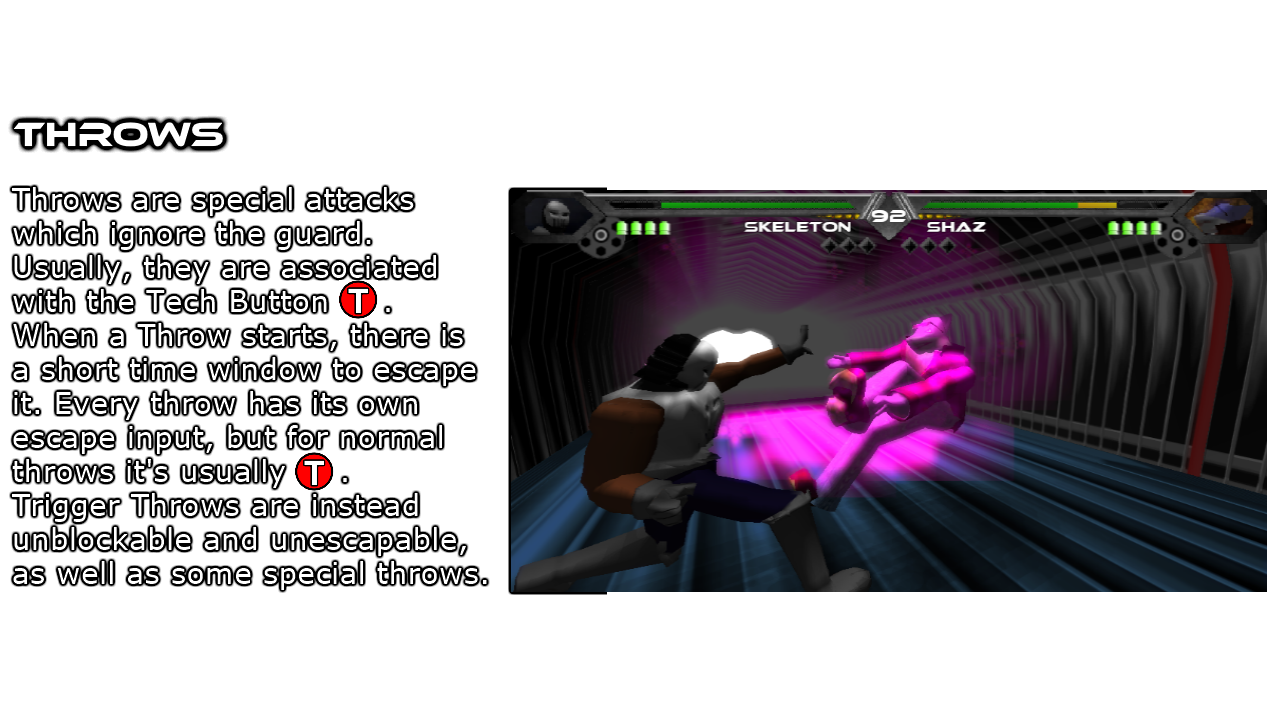 THROWS
Throws are special attacks
which ignore the guard.
Usually, they are associated
with the Tech Button T .
When a Throw starts, there is
a short time window to escape
it. Every throw has its own
escape input, but for normal
throws it's usually T .
Trigger Throws are instead
unblockable and unescapable,
as well as some special throws.
92
SKELETON SHAZ